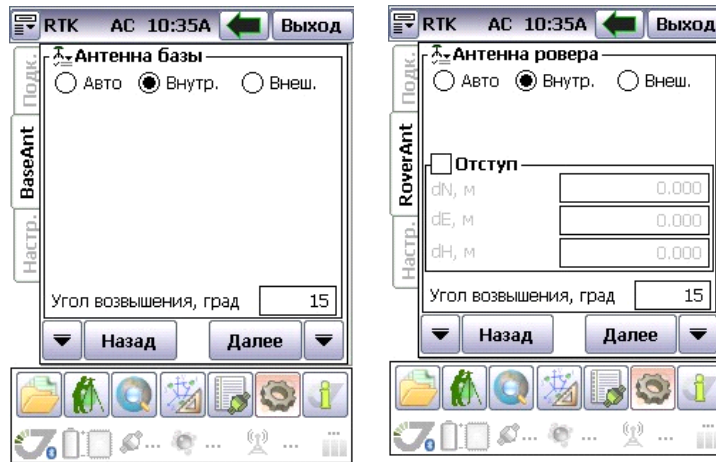 RTK AC 10:35A Выход
Подк.
BaseAnt
Настр.
Антенна базы
Авто Внутр. Внеш.
Угол возвышения, град 15
Назад Далее
... ... ...
RTK AC 10:35A Выход
Подк.
RoverAnt
Настр.
Антенна ровера
Авто Внутр. Внеш.
Отступ
dN, м 0.000
dE, м 0.000
dH, м 0.000
Угол возвышения, град 15
Назад Далее
... ... ...